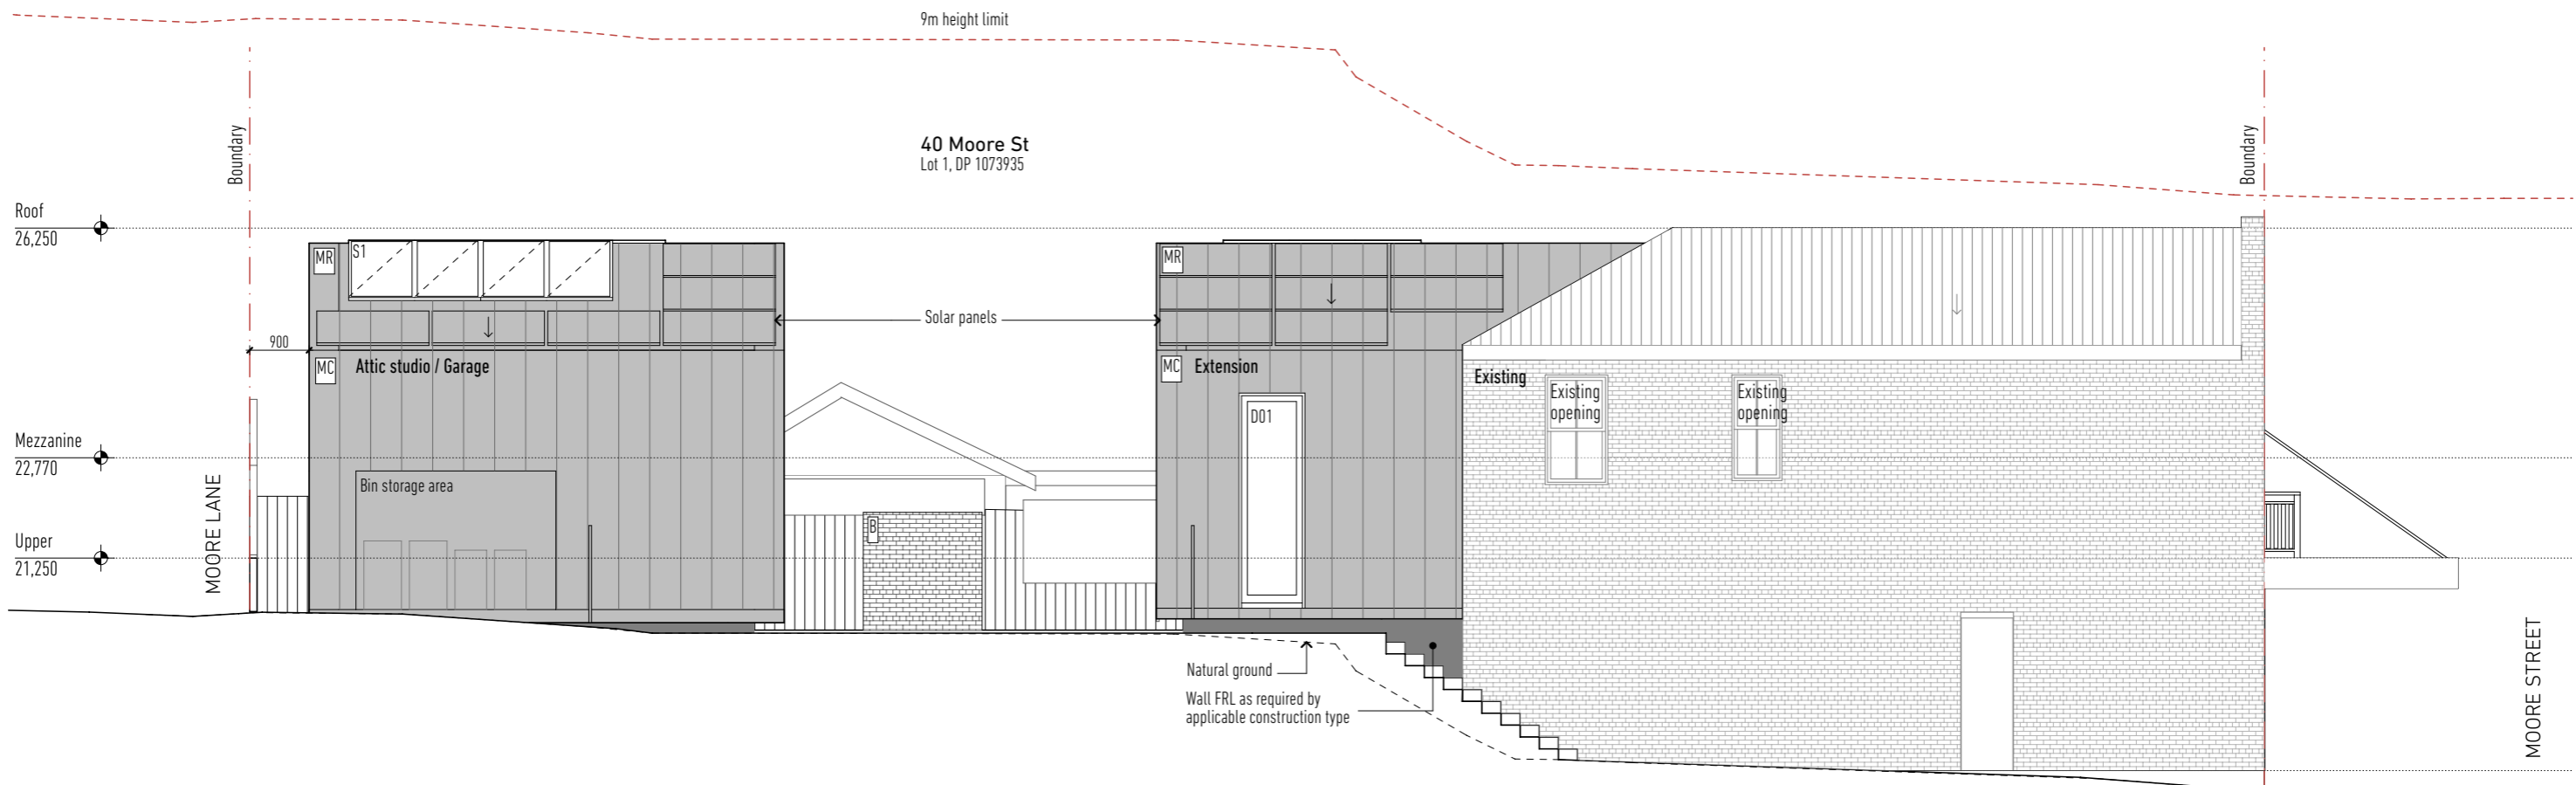 9m height limit
Boundary
Boundary
40 Moore St
Lot 1, DP 1073935
Roof
26,250
MR
S1
MR
Solar panels
900
MC
Attic studio / Garage
MC
Extension
Existing
Existing
opening
Existing
opening
D01
Mezzanine
22,770
MOORE LANE
Bin storage area
B
Upper
21,250
Natural ground
Wall FRL as required by
applicable construction type
MOORE STREET